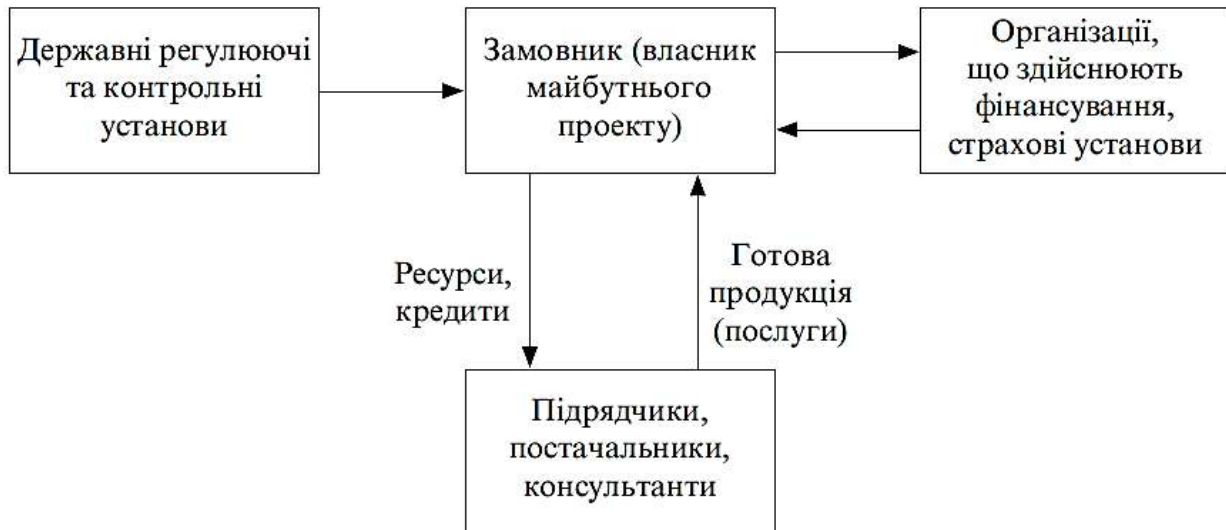 Державні регулюючі
та контрольні
установи
Замовник (власник
майбутнього
проекту)
Організації,
що здійснюють
фінансування,
страхові установи
Ресурси,
кредити
Готова
продукція
(послуги)
Підрядчики,
постачальники,
консультанти